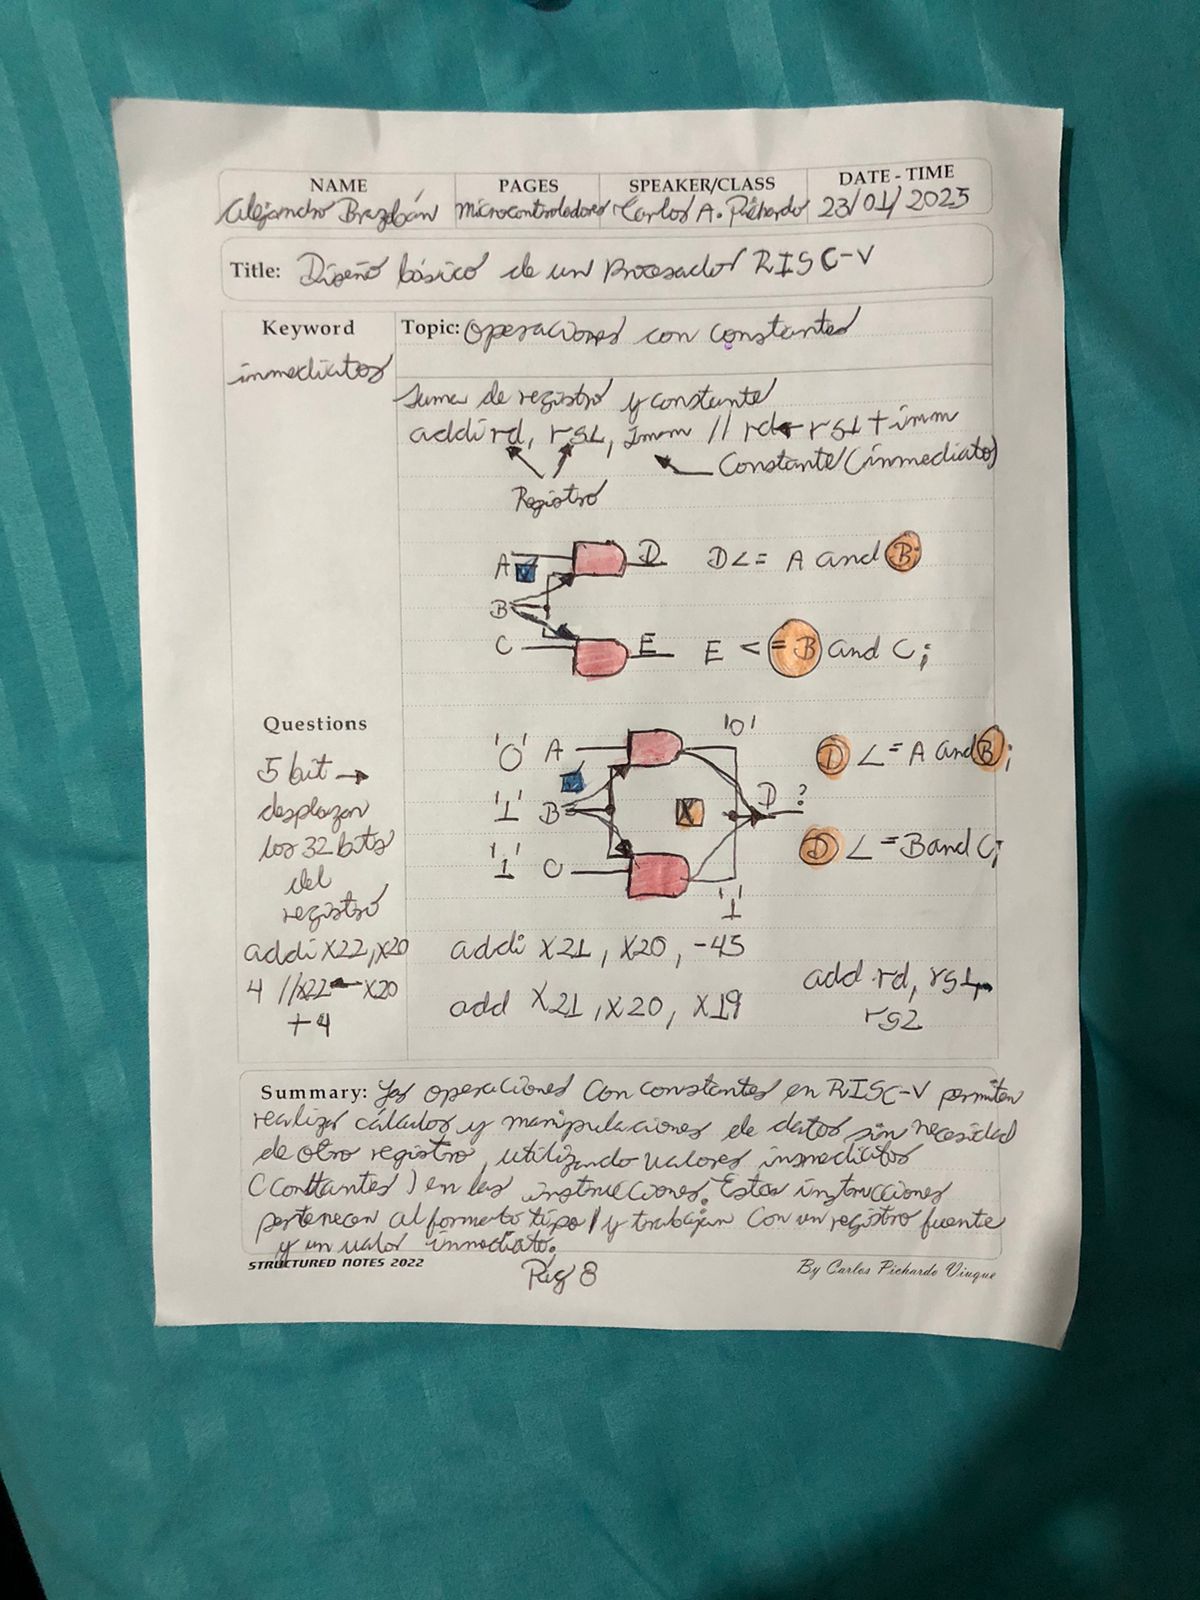 NAME PAGES SPEAKER/CLASS DATE - TIME
Alejandro Brazobán Microcontroladores Carlos A. Pichardo 23/01/2025
Title: Diseño básico de un procesador RISC-V
Keyword
inmediatos
Topic: Operaciones con constantes
Suma de registro y constante
addi rd, rs1, Imm // rd ← rs1 + imm
Constante (inmediato)
Registro
A D D <= A and B;
B
C E E <= B and C;
'0' A '0' D <= A and B;
'1' B X D ?
'1' C '1' D <= B and C;
Questions
5 bit →
desplazan
los 32 bits
del
registro
addi x22, x20
4 // x22 ← x20
+ 4
addi x21, x20, -45
add x21, x20, x19
add rd, rs1,
rs2
Summary: Las operaciones con constantes en RISC-V permiten
realizar cálculos y manipulaciones de datos sin necesidad
de otro registro, utilizando valores inmediatos
(constantes) en las instrucciones. Estas instrucciones
pertenecen al formato tipo I y trabajan con un registro fuente
y un valor inmediato.
STRUCTURED NOTES 2022 Pág 8 By Carlos Pichardo Viuque